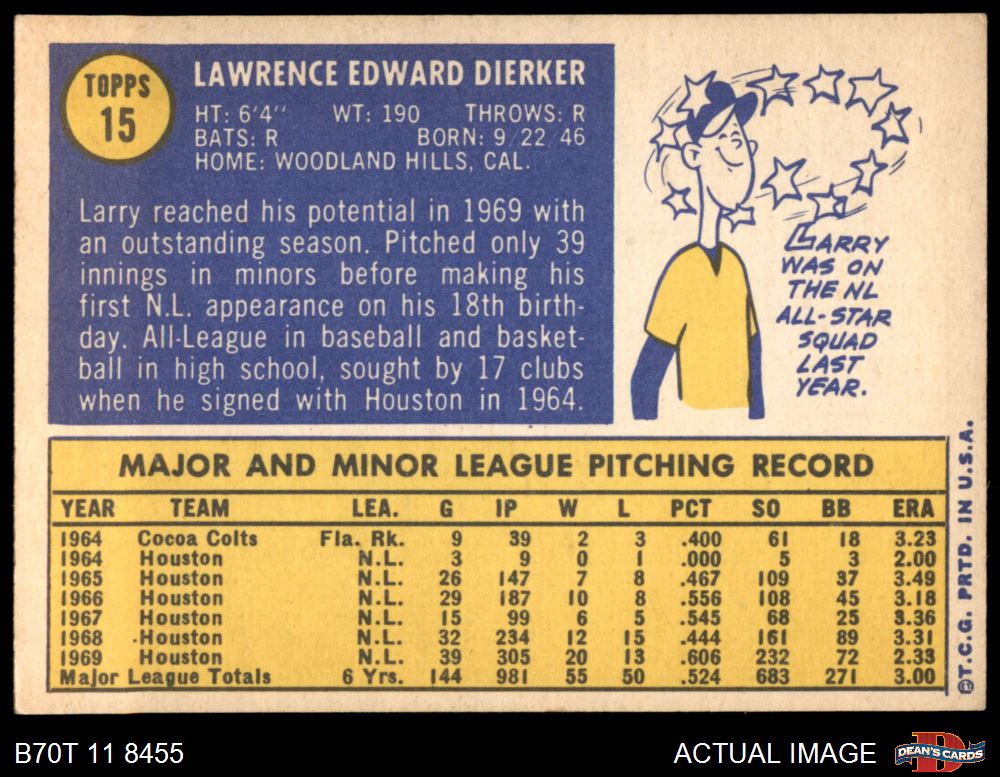 TOPPS
15
LAWRENCE EDWARD DIERKER
HT: 6'4" WT: 190 THROWS: R
BATS: R BORN: 9/22/46
HOME: WOODLAND HILLS, CAL.
Larry reached his potential in 1969 with
an outstanding season. Pitched only 39
innings in minors before making his
first N.L. appearance on his 18th birth-
day. All-League in baseball and basket-
ball in high school, sought by 17 clubs
when he signed with Houston in 1964.
LARRY
WAS ON
THE NL
ALL-STAR
SQUAD
LAST
YEAR.
MAJOR AND MINOR LEAGUE PITCHING RECORD
YEAR TEAM LEA. G IP W L PCT SO BB ERA
1964 Cocoa Colts Fla. Rk. 9 39 2 3 .400 61 18 3.23
1964 Houston N.L. 3 9 0 1 .000 5 3 2.00
1965 Houston N.L. 26 147 7 8 .467 109 37 3.49
1966 Houston N.L. 29 187 10 8 .556 108 45 3.18
1967 Houston N.L. 15 99 6 5 .545 68 25 3.36
1968 Houston N.L. 32 234 12 15 .444 161 89 3.31
1969 Houston N.L. 39 305 20 13 .606 232 72 2.33
Major League Totals 6 Yrs. 144 981 55 50 .524 683 271 3.00
©T.C.G. PRTD. IN U.S.A.
B70T 11 8455
ACTUAL IMAGE
D
DEAN'S CARDS